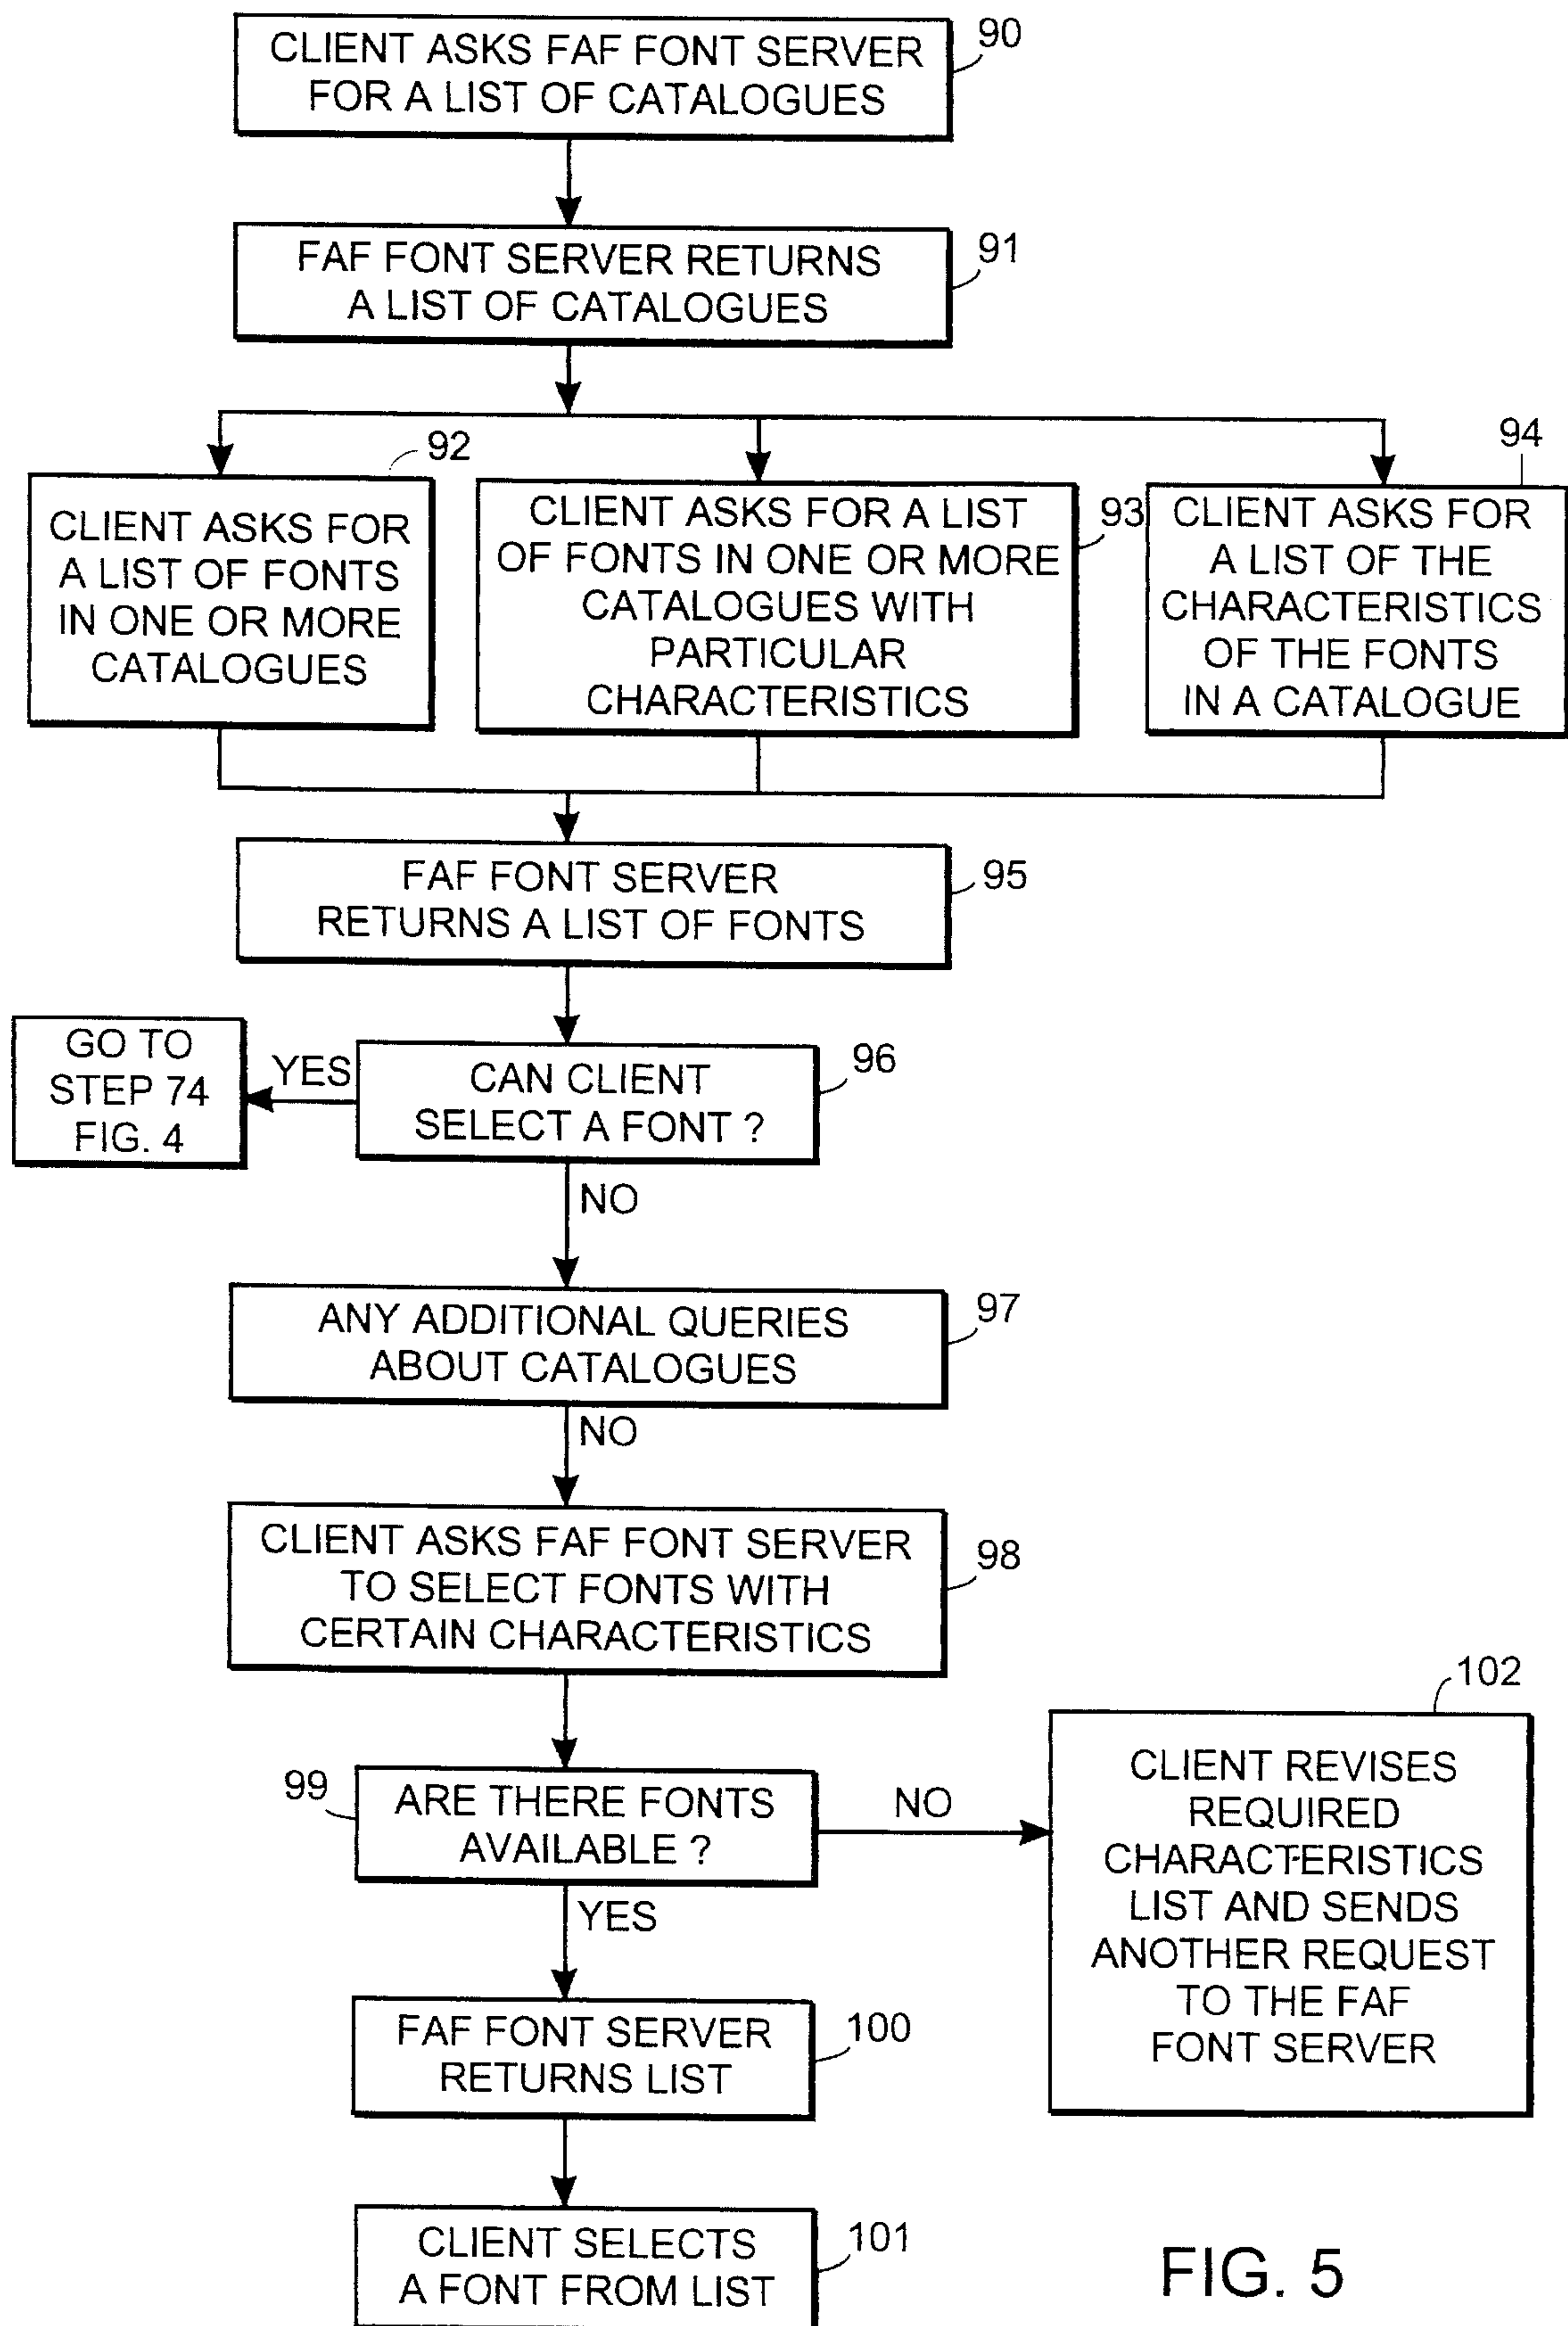 CLIENT ASKS FAF FONT SERVER
FOR A LIST OF CATALOGUES
90
FAF FONT SERVER RETURNS
A LIST OF CATALOGUES
91
92
CLIENT ASKS FOR
A LIST OF FONTS
IN ONE OR MORE
CATALOGUES
CLIENT ASKS FOR A LIST
OF FONTS IN ONE OR MORE
CATALOGUES WITH
PARTICULAR
CHARACTERISTICS
93
94
CLIENT ASKS FOR
A LIST OF THE
CHARACTERISTICS
OF THE FONTS
IN A CATALOGUE
FAF FONT SERVER
RETURNS A LIST OF FONTS
95
GO TO
STEP 74
FIG. 4
YES
CAN CLIENT
SELECT A FONT ?
96
NO
ANY ADDITIONAL QUERIES
ABOUT CATALOGUES
97
NO
CLIENT ASKS FAF FONT SERVER
TO SELECT FONTS WITH
CERTAIN CHARACTERISTICS
98
99
ARE THERE FONTS
AVAILABLE ?
NO
102
CLIENT REVISES
REQUIRED
CHARACTERISTICS
LIST AND SENDS
ANOTHER REQUEST
TO THE FAF
FONT SERVER
YES
FAF FONT SERVER
RETURNS LIST
100
CLIENT SELECTS
A FONT FROM LIST
101
FIG. 5